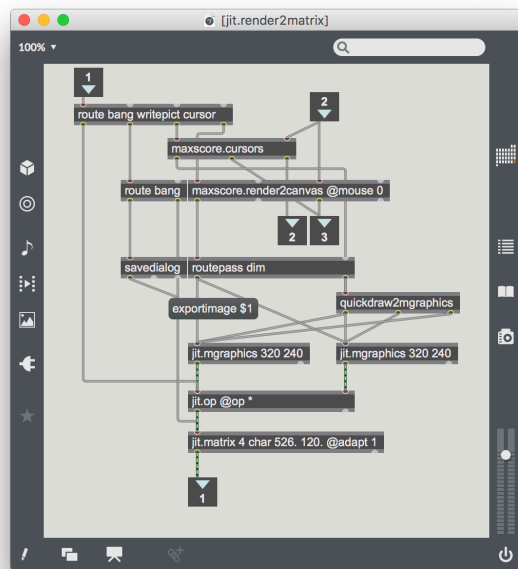 [jit.render2matrix]
100% ▼
1
route bang writepict cursor
2
maxscore.cursors
route bang
maxscore.render2canvas @mouse 0
2
3
savedialog
routepass dim
exportimage $1
quickdraw2mgraphics
jit.mgraphics 320 240
jit.mgraphics 320 240
jit.op @op *
jit.matrix 4 char 526. 120. @adapt 1
1